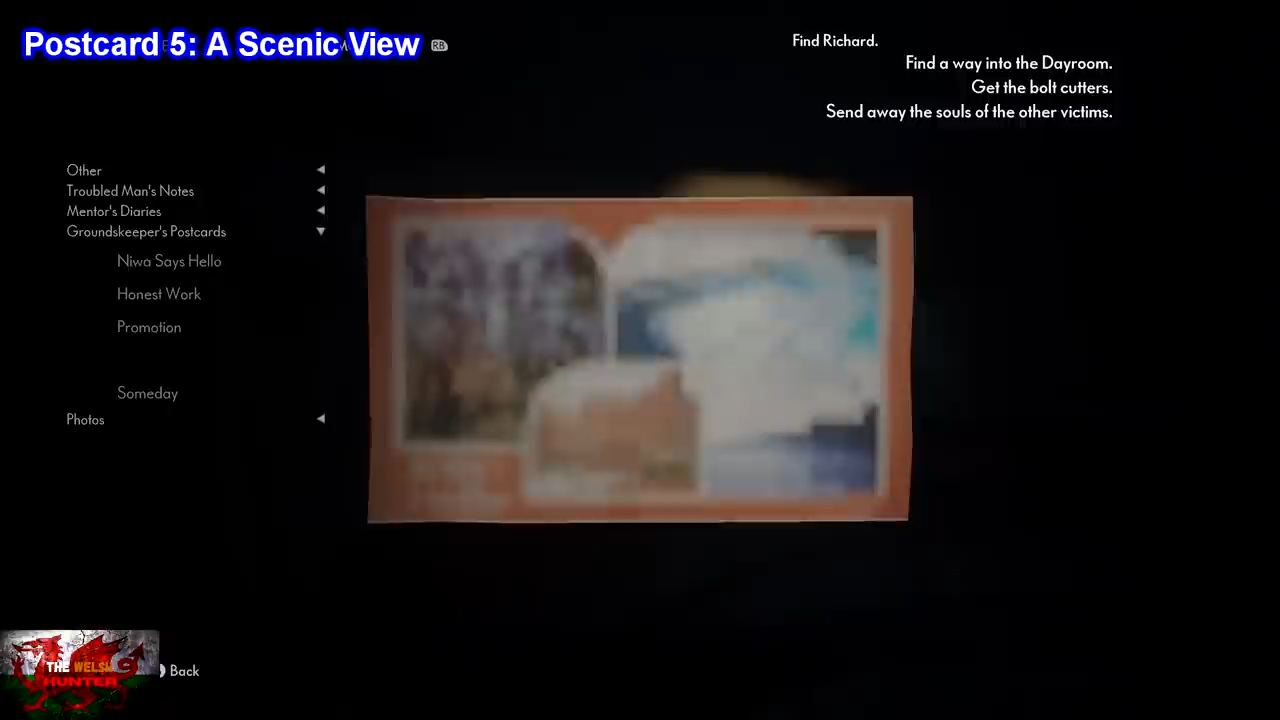 Postcard 5: A Scenic View
RB
Find Richard.
Find a way into the Dayroom.
Get the bolt cutters.
Send away the souls of the other victims.
Other
Troubled Man's Notes
Mentor's Diaries
Groundskeeper's Postcards
Niwa Says Hello
Honest Work
Promotion
Someday
Photos
THE WELSH
HUNTER
Back